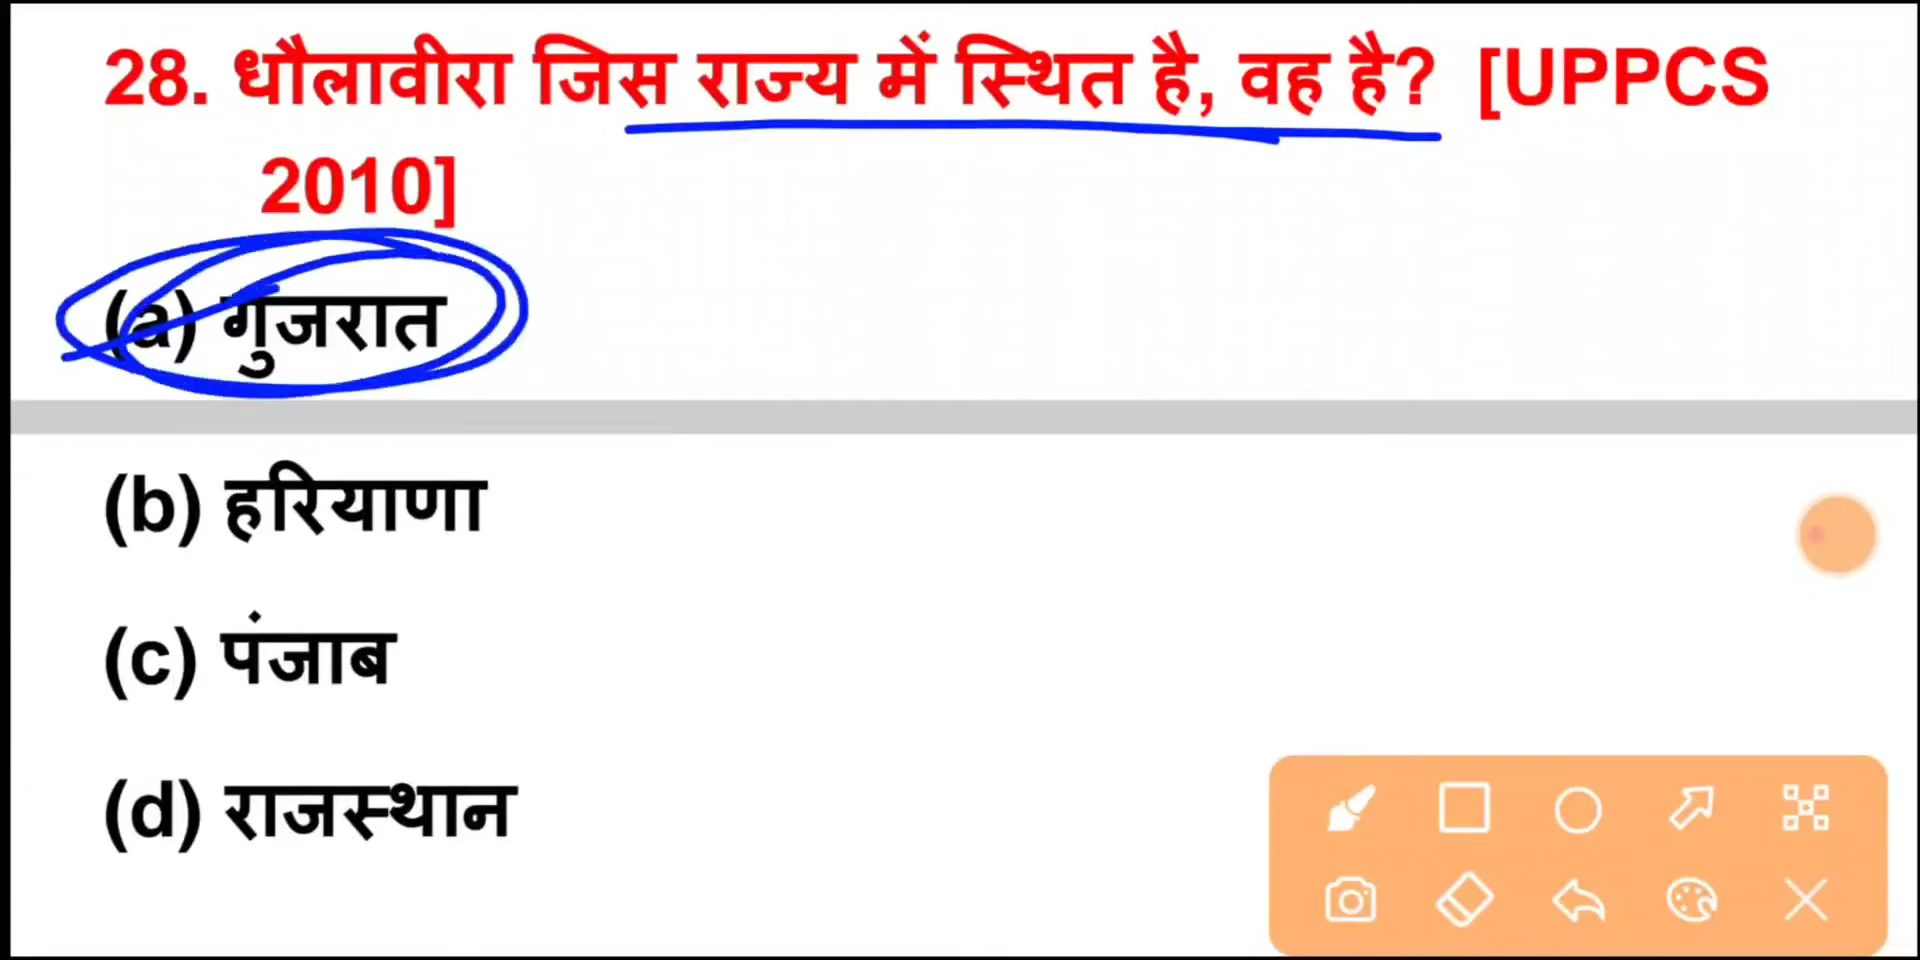 28. धौलावीरा जिस राज्य में स्थित है, वह है? [UPPCS
2010]
(a) गुजरात
(b) हरियाणा
(c) पंजाब
(d) राजस्थान